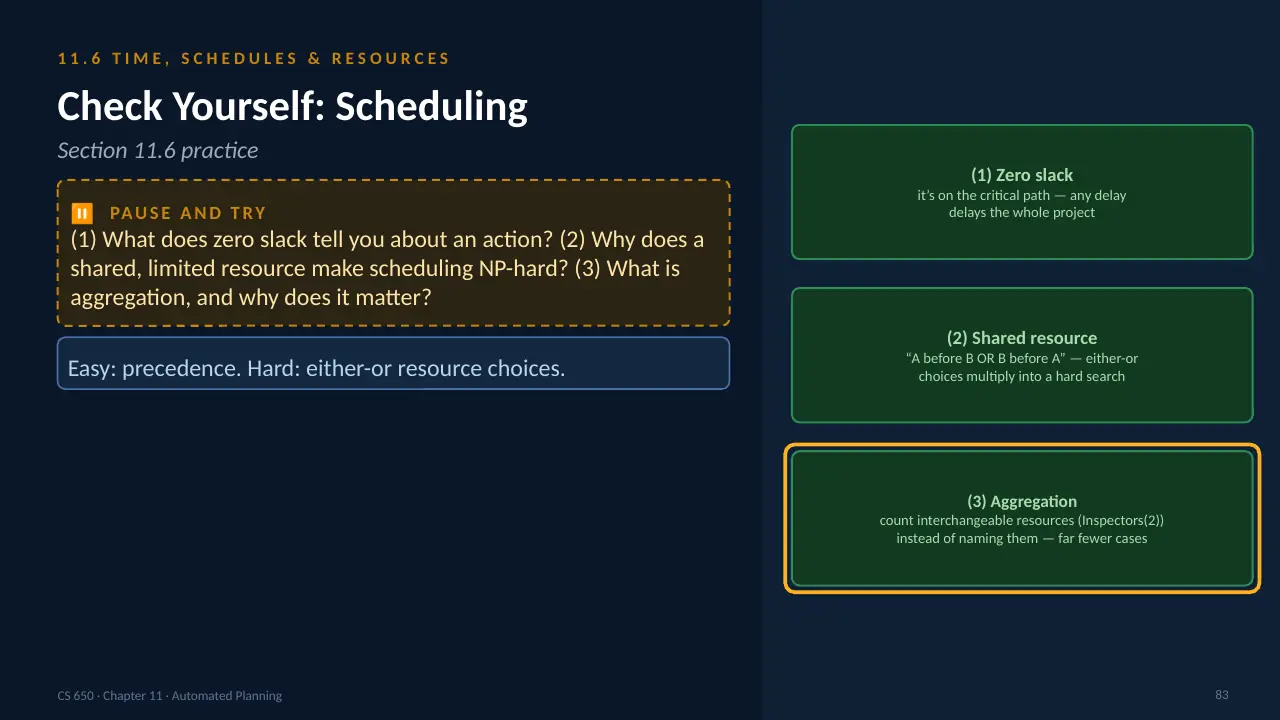 11.6 TIME, SCHEDULES & RESOURCES
Check Yourself: Scheduling
Section 11.6 practice
⏸ PAUSE AND TRY
(1) What does zero slack tell you about an action? (2) Why does a
shared, limited resource make scheduling NP-hard? (3) What is
aggregation, and why does it matter?
Easy: precedence. Hard: either-or resource choices.
(1) Zero slack
it’s on the critical path — any delay
delays the whole project
(2) Shared resource
“A before B OR B before A” — either-or
choices multiply into a hard search
(3) Aggregation
count interchangeable resources (Inspectors(2))
instead of naming them — far fewer cases
CS 650 · Chapter 11 · Automated Planning
83